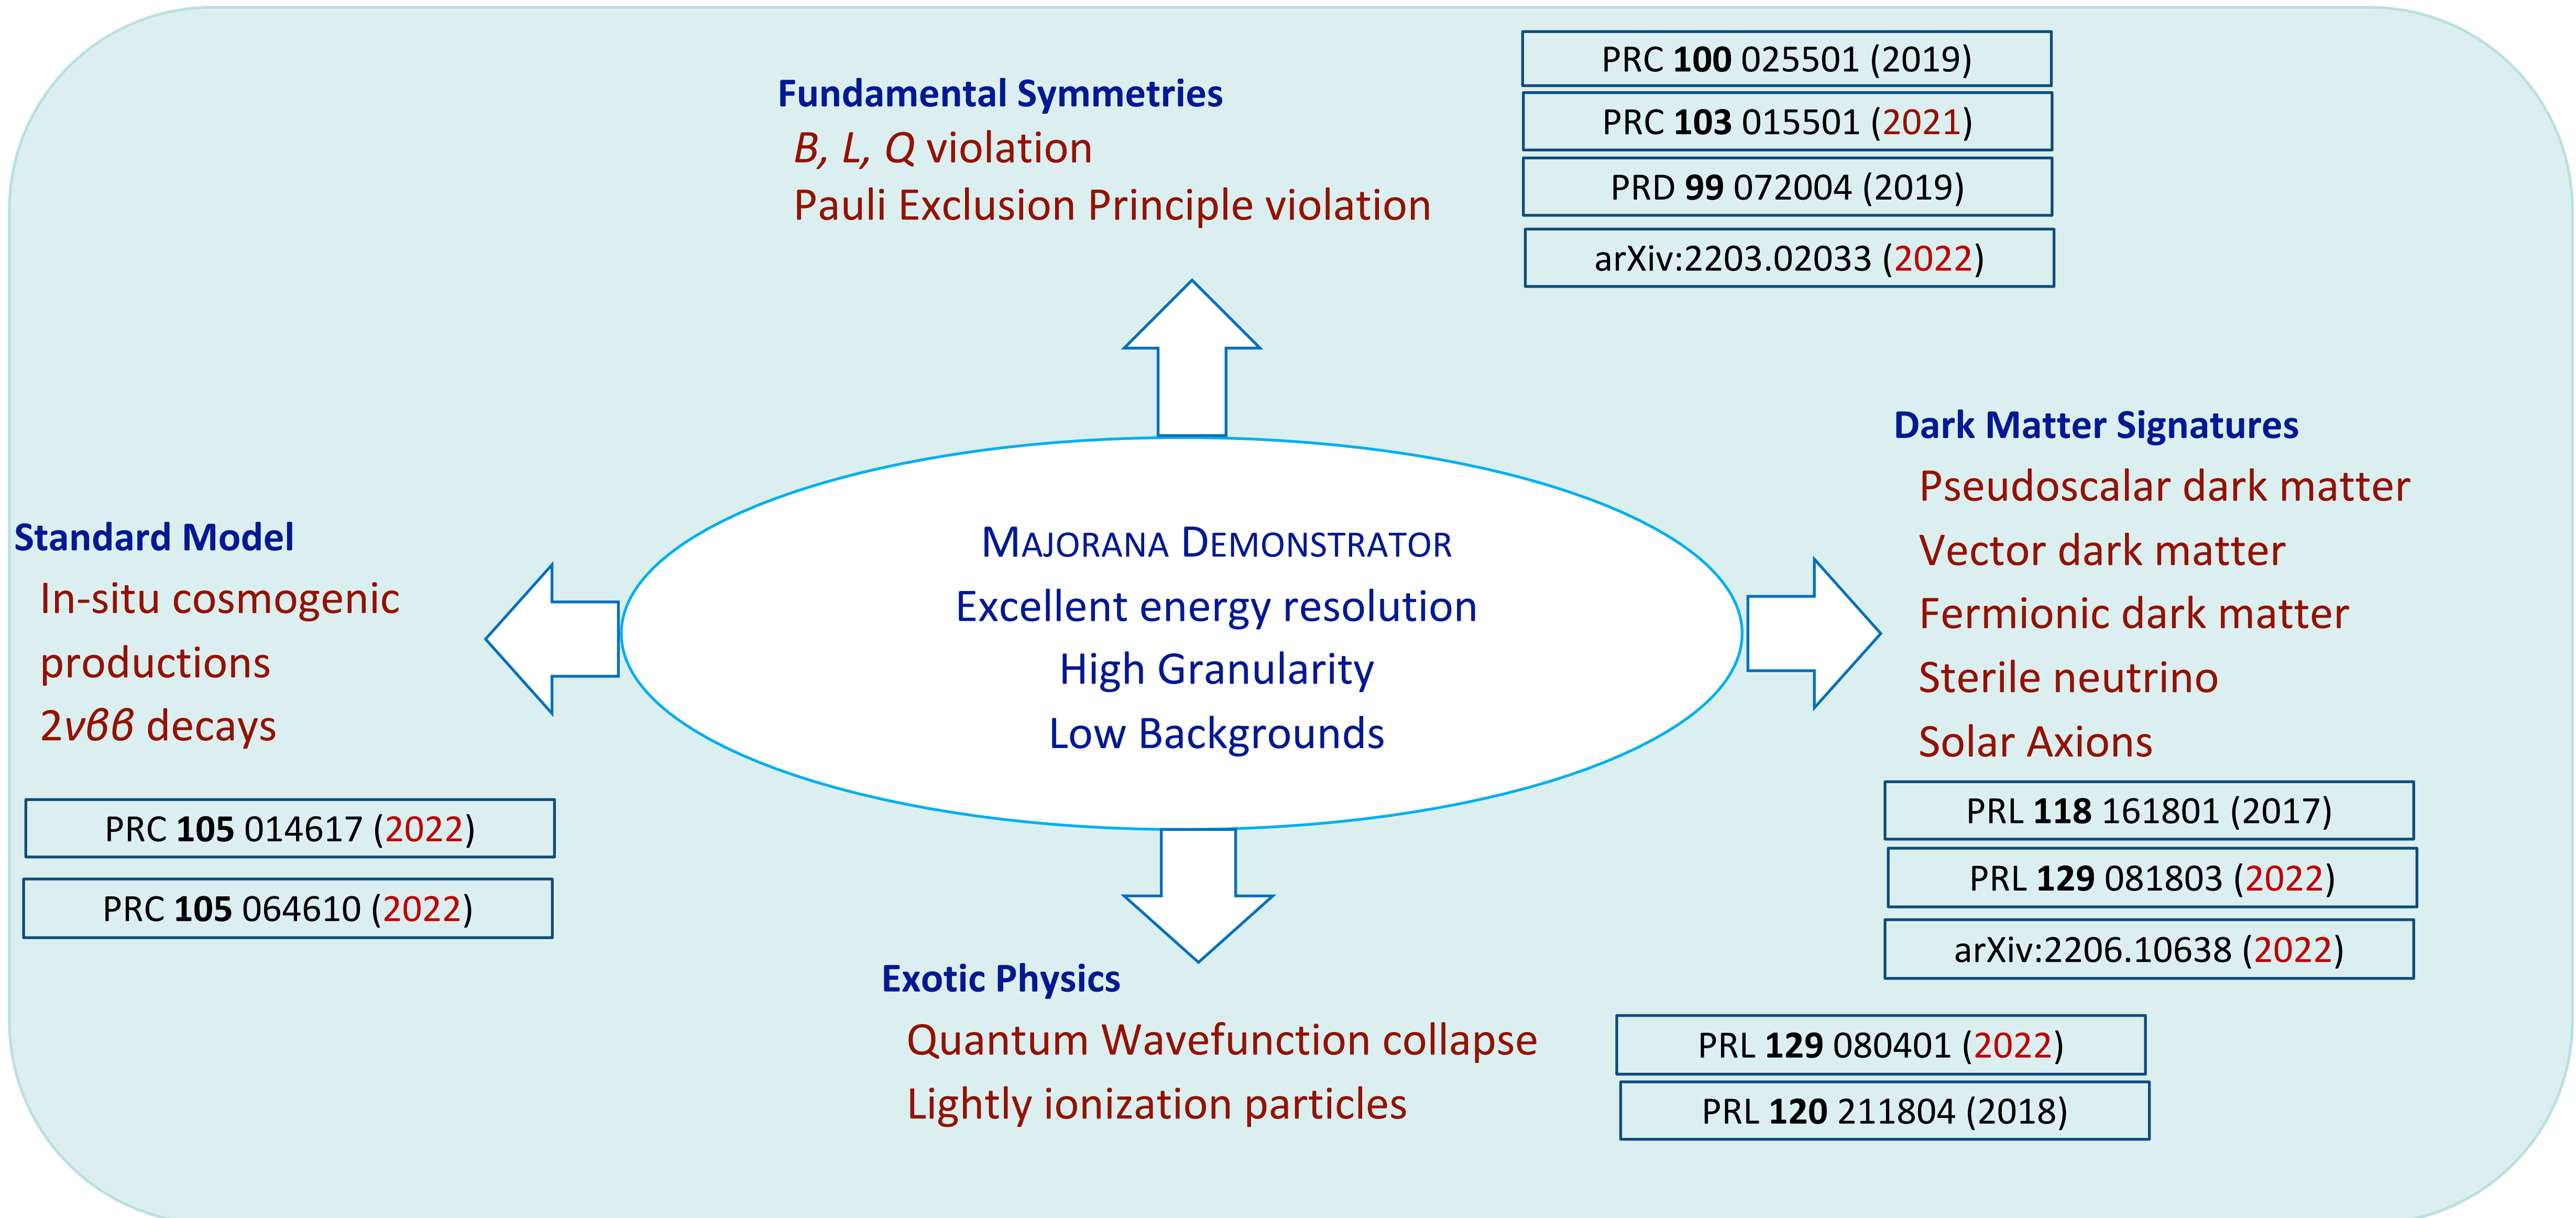 Fundamental Symmetries
B, L, Q violation
Pauli Exclusion Principle violation
PRC 100 025501 (2019)
PRC 103 015501 (2021)
PRD 99 072004 (2019)
arXiv:2203.02033 (2022)
Standard Model
In-situ cosmogenic
productions
2νββ decays
PRC 105 014617 (2022)
PRC 105 064610 (2022)
MAJORANA DEMONSTRATOR
Excellent energy resolution
High Granularity
Low Backgrounds
Dark Matter Signatures
Pseudoscalar dark matter
Vector dark matter
Fermionic dark matter
Sterile neutrino
Solar Axions
PRL 118 161801 (2017)
PRL 129 081803 (2022)
arXiv:2206.10638 (2022)
Exotic Physics
Quantum Wavefunction collapse
Lightly ionization particles
PRL 129 080401 (2022)
PRL 120 211804 (2018)